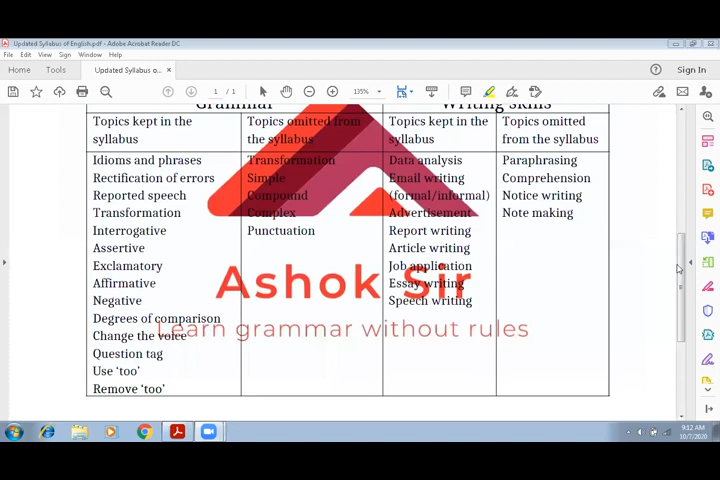 Updated Syllabus of English.pdf - Adobe Acrobat Reader DC
File Edit View Sign Window Help
Home Tools Updated Syllabus o... × Sign In
1 / 1 135%
Grammar Writing skills
Topics kept in the syllabus
Topics omitted from the syllabus
Topics kept in the syllabus
Topics omitted from the syllabus
Idioms and phrases
Rectification of errors
Reported speech
Transformation
Interrogative
Assertive
Exclamatory
Affirmative
Negative
Degrees of comparison
Change the voice
Question tag
Use ‘too’
Remove ‘too’
Transformation
Simple
Compound
Complex
Punctuation
Data analysis
Email writing
(formal/informal)
Advertisement
Report writing
Article writing
Job application
Essay writing
Speech writing
Paraphrasing
Comprehension
Notice writing
Note making
Ashok Sir
Learn grammar without rules
9:12 AM
10/7/2020